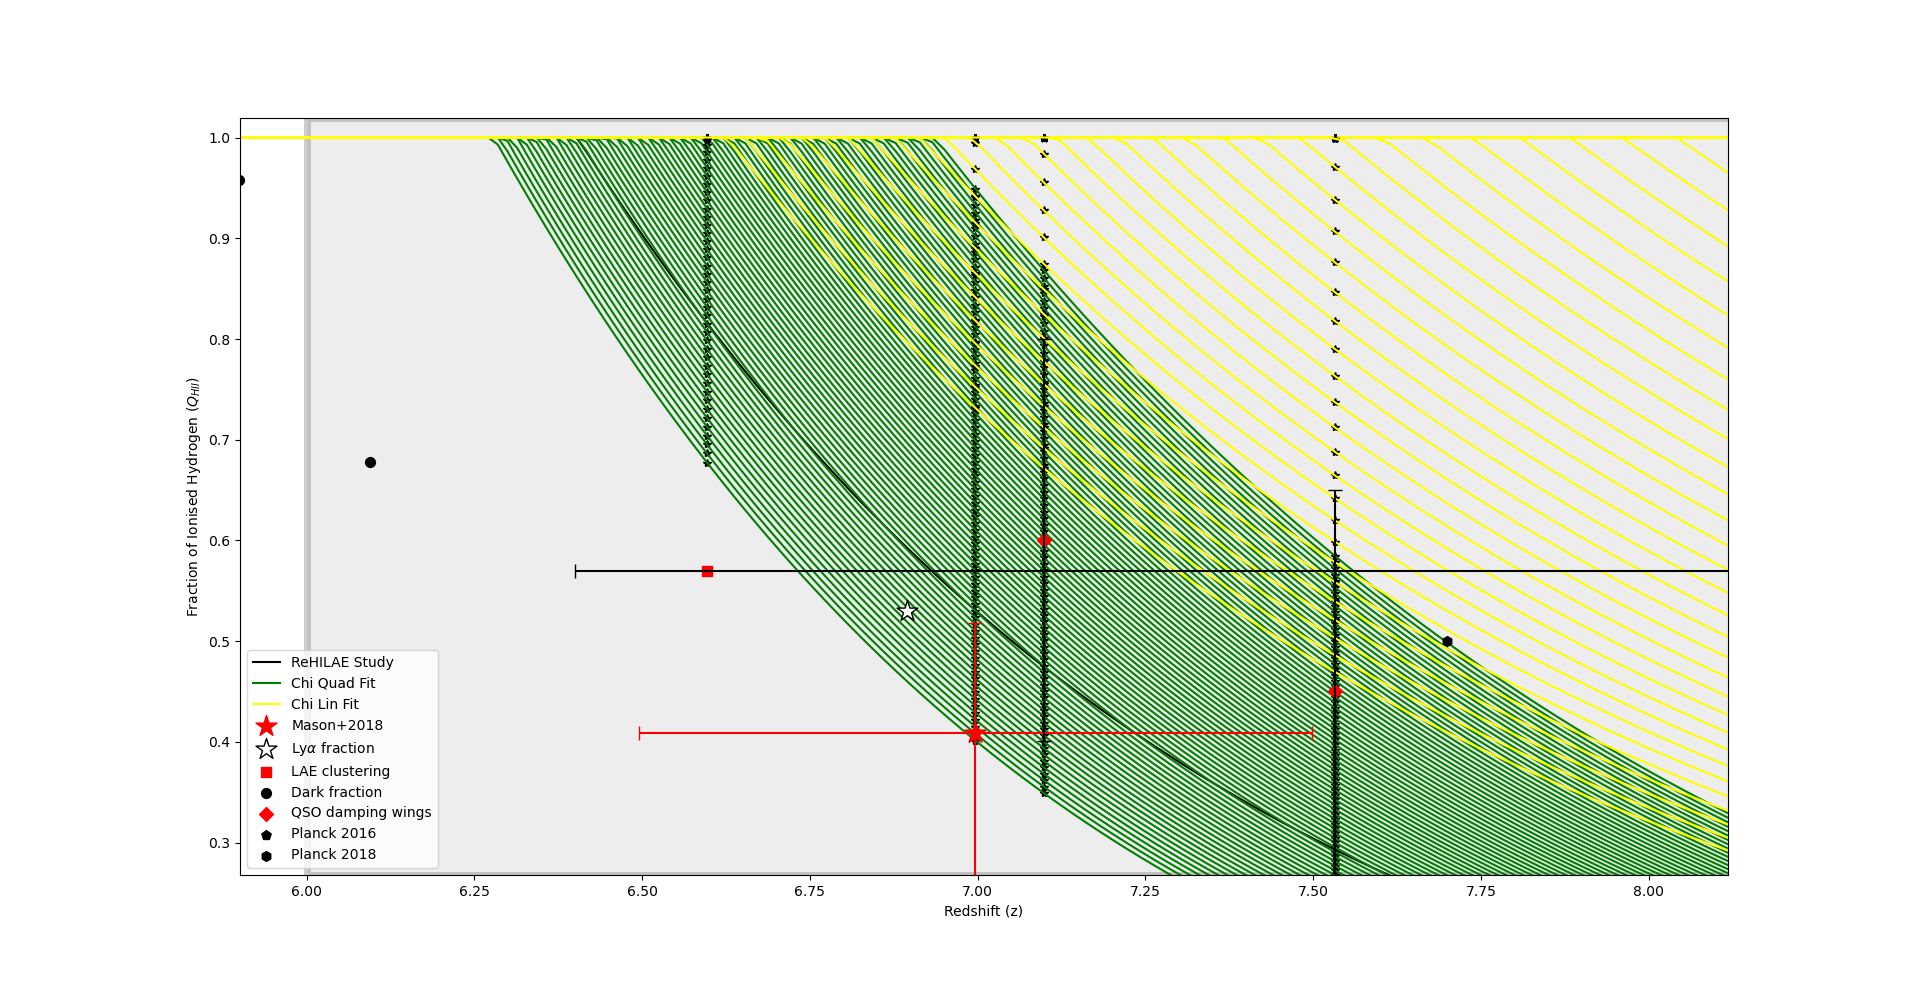 1.0
0.9
0.8
0.7
0.6
0.5
0.4
0.3
Fraction of Ionised Hydrogen (Q_{HII})
ReHILAE Study
Chi Quad Fit
Chi Lin Fit
Mason+2018
Lyα fraction
LAE clustering
Dark fraction
QSO damping wings
Planck 2016
Planck 2018
6.00 6.25 6.50 6.75 7.00 7.25 7.50 7.75 8.00
Redshift (z)